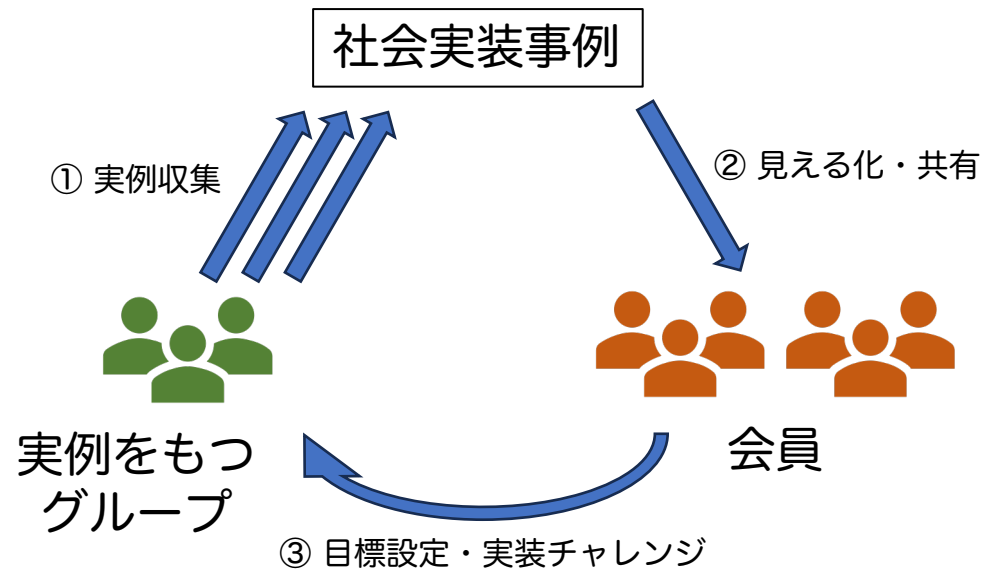 社会実装事例
① 実例収集
② 見える化・共有
実例をもつ
グループ
会員
③ 目標設定・実装チャレンジ